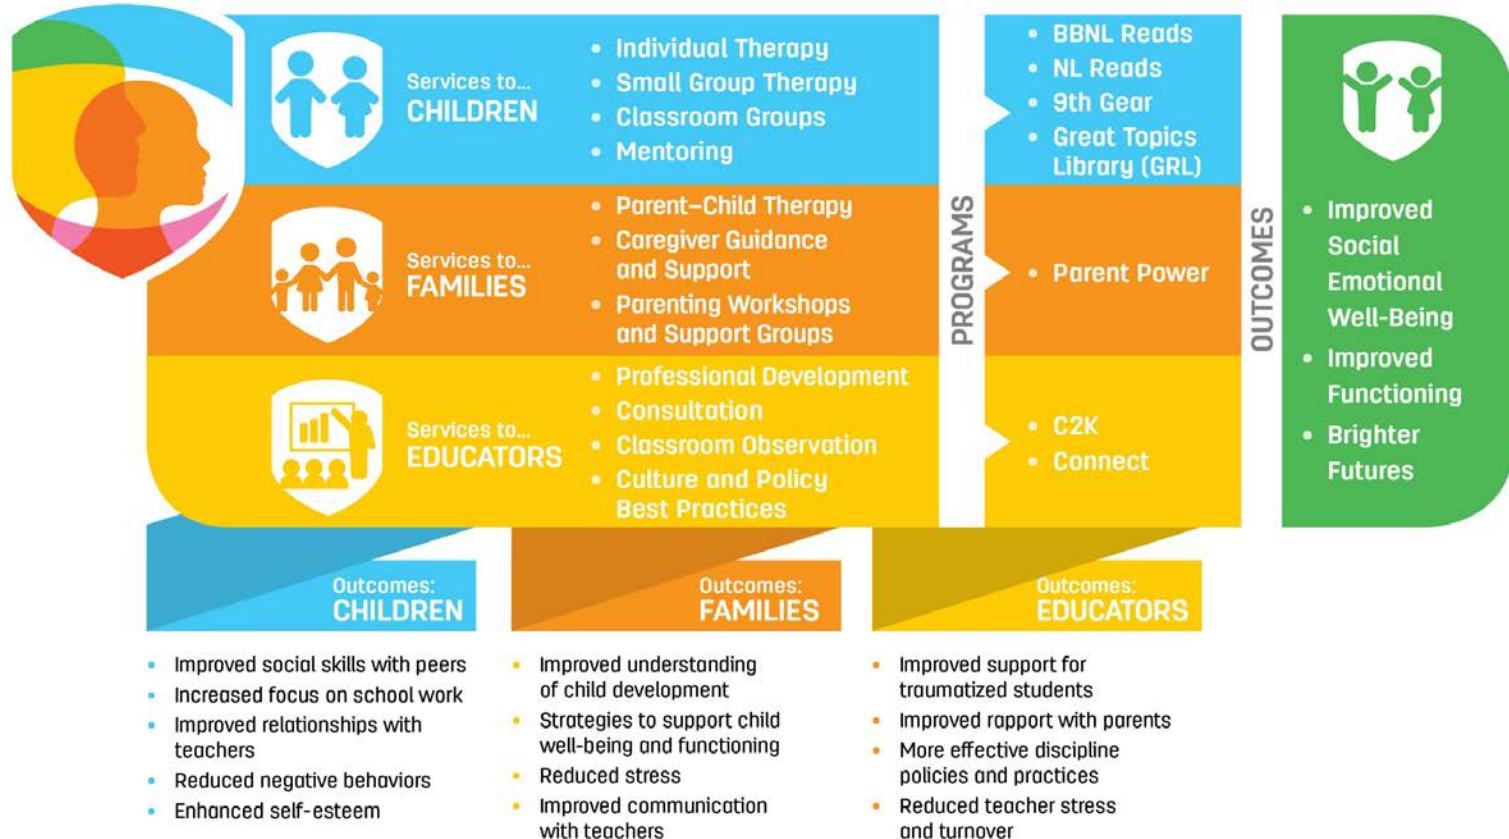 Services to...
CHILDREN
• Individual Therapy
• Small Group Therapy
• Classroom Groups
• Mentoring
• BBNL Reads
• NL Reads
• 9th Gear
• Great Topics
Library (GRL)
Services to...
FAMILIES
• Parent–Child Therapy
• Caregiver Guidance
and Support
• Parenting Workshops
and Support Groups
PROGRAMS
• Parent Power
Services to...
EDUCATORS
• Professional Development
• Consultation
• Classroom Observation
• Culture and Policy
Best Practices
• C2K
• Connect
OUTCOMES
• Improved
Social
Emotional
Well-Being
• Improved
Functioning
• Brighter
Futures
Outcomes:
CHILDREN
• Improved social skills with peers
• Increased focus on school work
• Improved relationships with
teachers
• Reduced negative behaviors
• Enhanced self-esteem
Outcomes:
FAMILIES
• Improved understanding
of child development
• Strategies to support child
well-being and functioning
• Reduced stress
• Improved communication
with teachers
Outcomes:
EDUCATORS
• Improved support for
traumatized students
• Improved rapport with parents
• More effective discipline
policies and practices
• Reduced teacher stress
and turnover